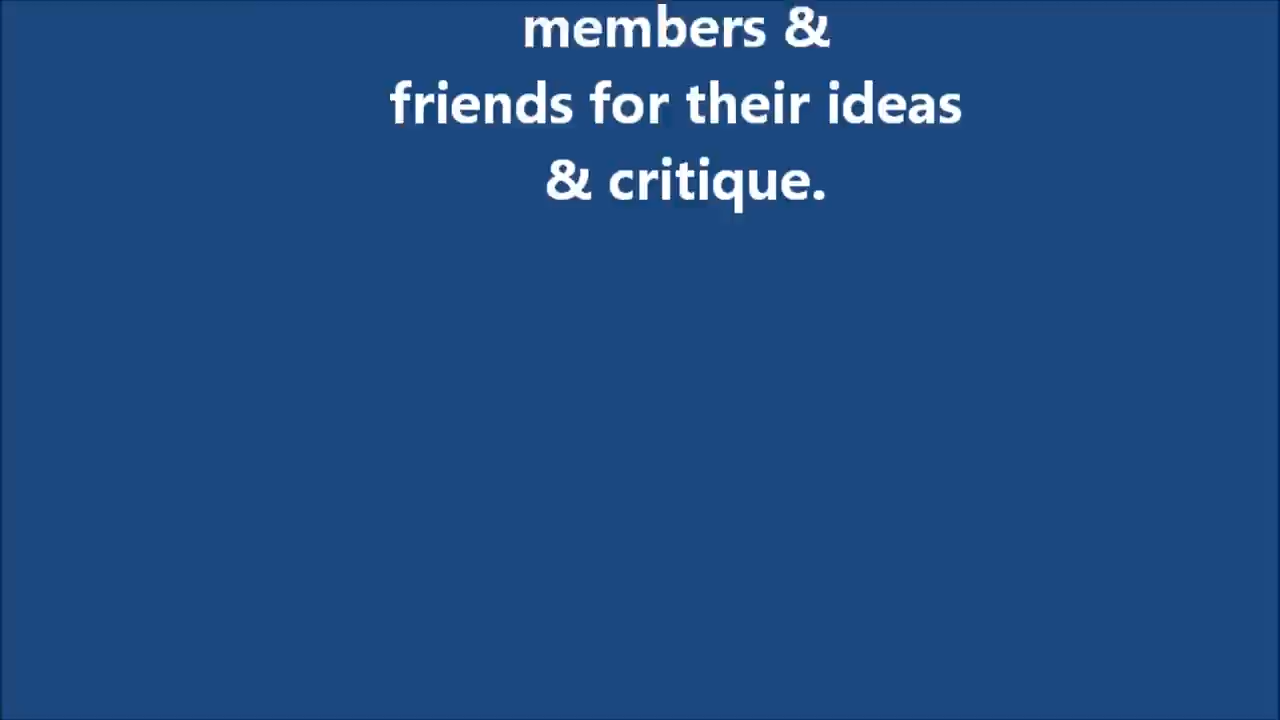 members &
friends for their ideas
& critique.